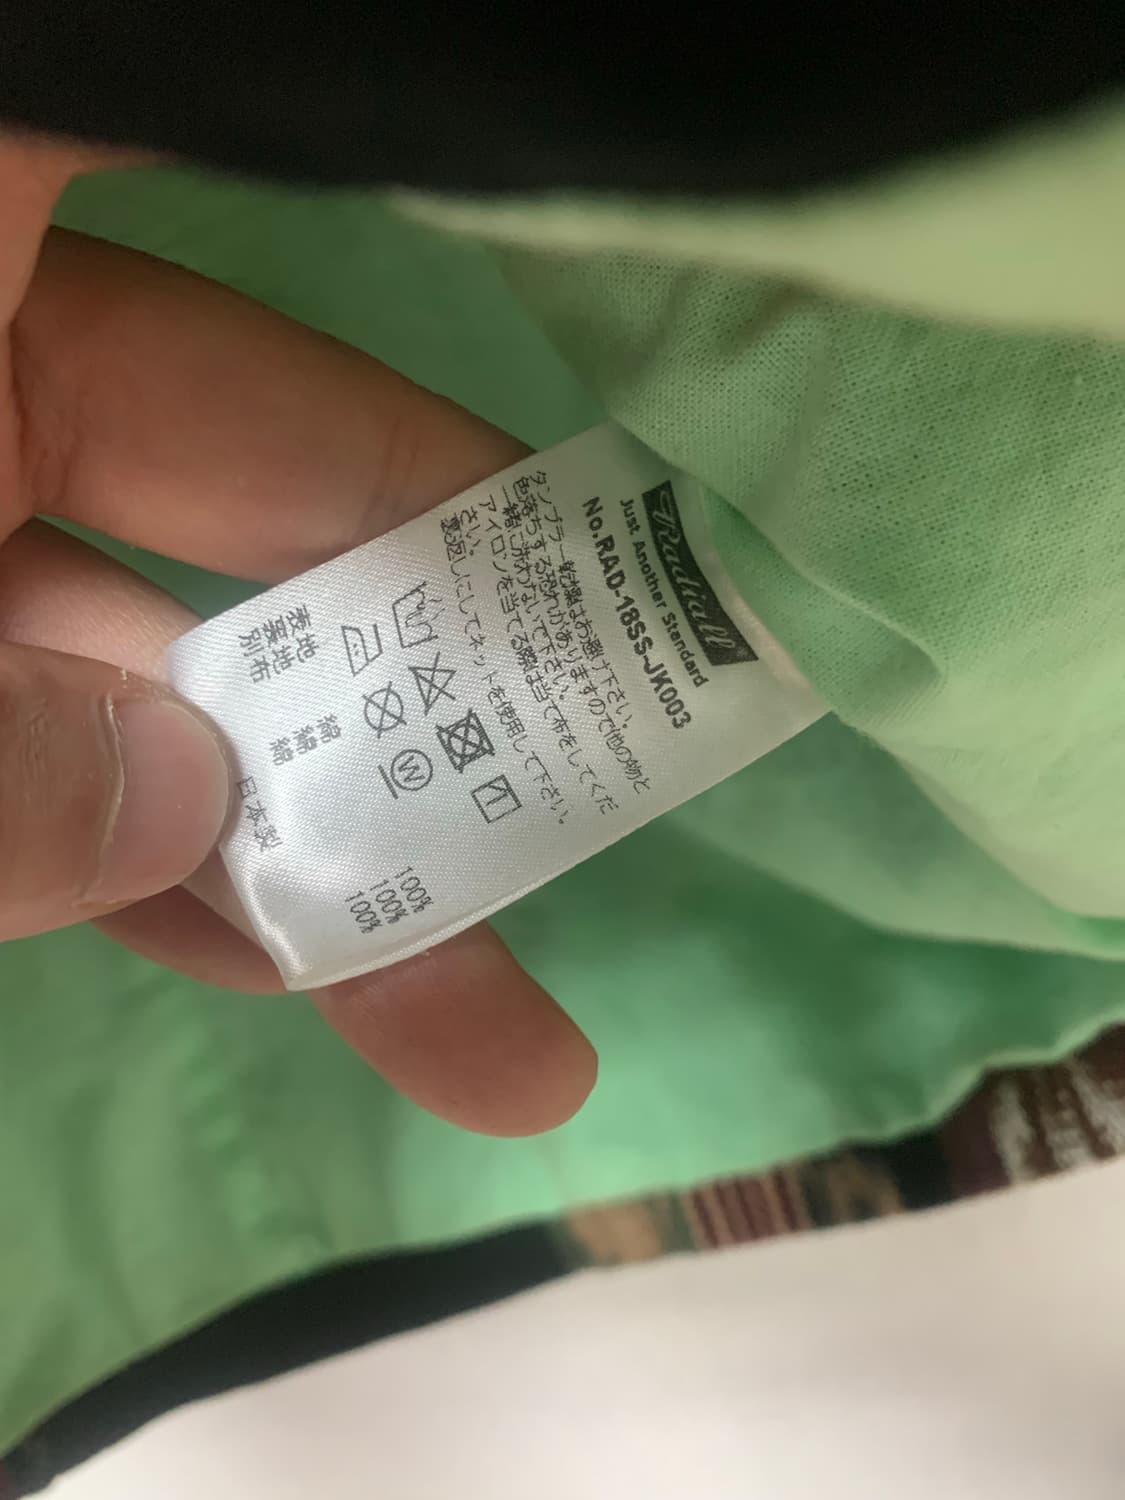 Radiall
Just Another Standard
No.RAD-18SS-JK003
タンブラー乾燥はお避け下さい。
色落ちする恐れがありますので他の物と
一緒に洗わないで下さい。
アイロンを当てる際は当て布をしてくだ
さい。
裏返しにしてネットを使用して下さい。
W
表地 綿 100%
裏地 綿 100%
別布 綿 100%
日本製